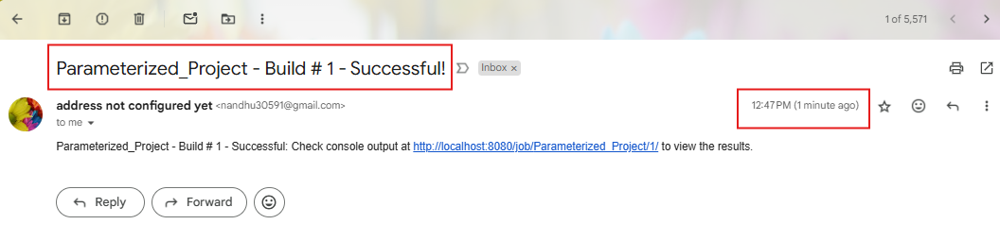 1 of 5,571
Parameterized_Project - Build # 1 - Successful! Inbox ×
address not configured yet <nandhu30591@gmail.com> 12:47 PM (1 minute ago)
to me
Parameterized_Project - Build # 1 - Successful: Check console output at http://localhost:8080/job/Parameterized_Project/1/ to view the results.
Reply Forward